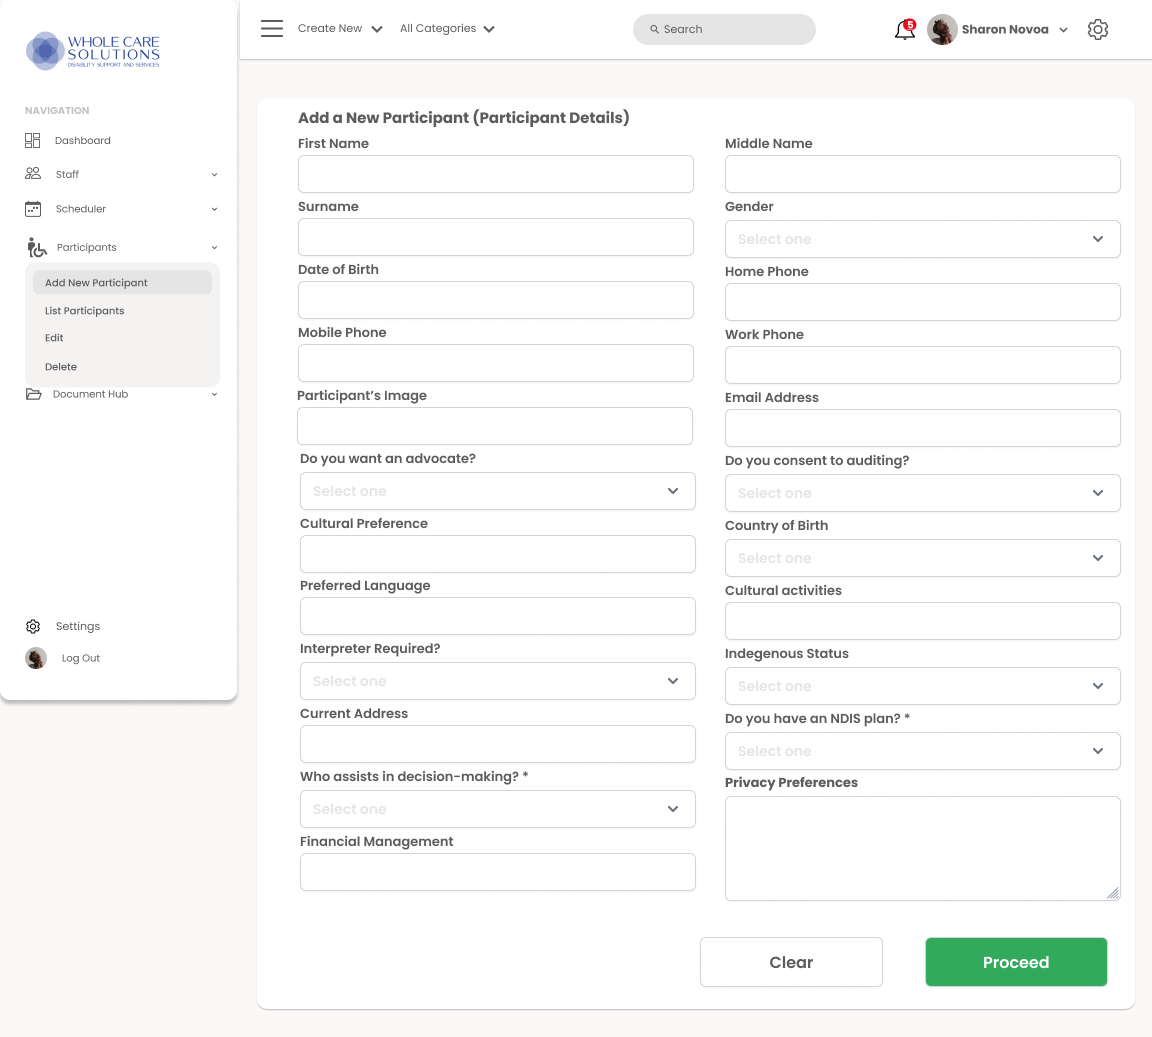 WHOLE CARE
SOLUTIONS
DISABILITY SUPPORT AND SERVICES
Create New
All Categories
Search
5
Sharon Novoa
NAVIGATION
Dashboard
Staff
Scheduler
Participants
Add New Participant
List Participants
Edit
Delete
Document Hub
Settings
Log Out
Add a New Participant (Participant Details)
First Name
Middle Name
Surname
Gender
Select one
Date of Birth
Home Phone
Mobile Phone
Work Phone
Participant’s Image
Email Address
Do you want an advocate?
Select one
Do you consent to auditing?
Select one
Cultural Preference
Country of Birth
Select one
Preferred Language
Cultural activities
Interpreter Required?
Select one
Indegenous Status
Select one
Current Address
Do you have an NDIS plan? *
Select one
Who assists in decision-making? *
Select one
Privacy Preferences
Financial Management
Clear
Proceed